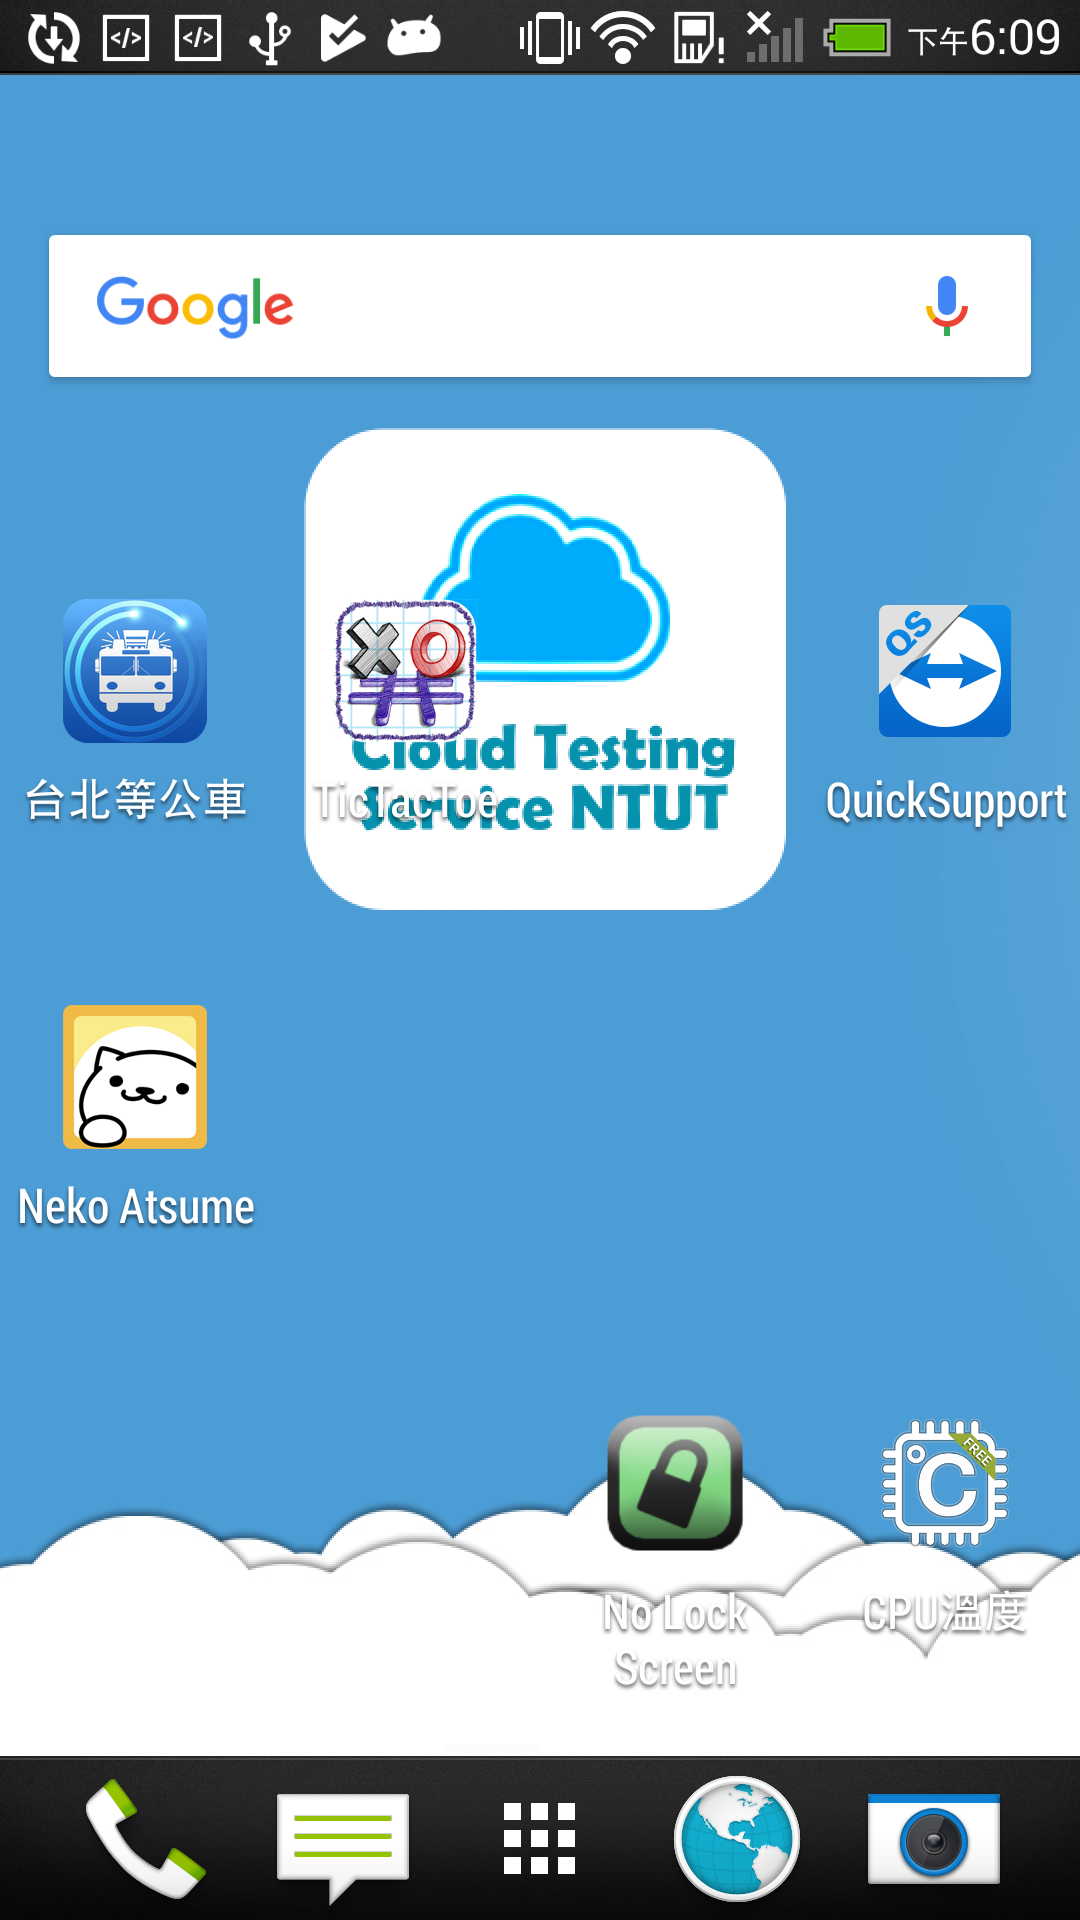 下午6:09
Google
Cloud Testing
Service NTUT
QS
台北等公車
TicTacToe
QuickSupport
Neko Atsume
FREE
C
No Lock
Screen
CPU溫度